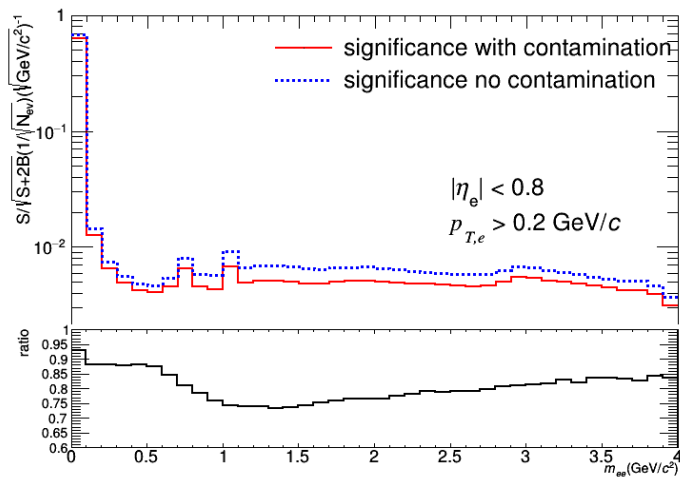 S/√S+2B(1/√N_ev)(√GeV/c²)⁻¹
1
10⁻¹
10⁻²
significance with contamination
significance no contamination
|η_e| < 0.8
p_T,e > 0.2 GeV/c
ratio
1
0.95
0.9
0.85
0.8
0.75
0.7
0.65
0.6
0 0.5 1 1.5 2 2.5 3 3.5 4
m_ee(GeV/c²)